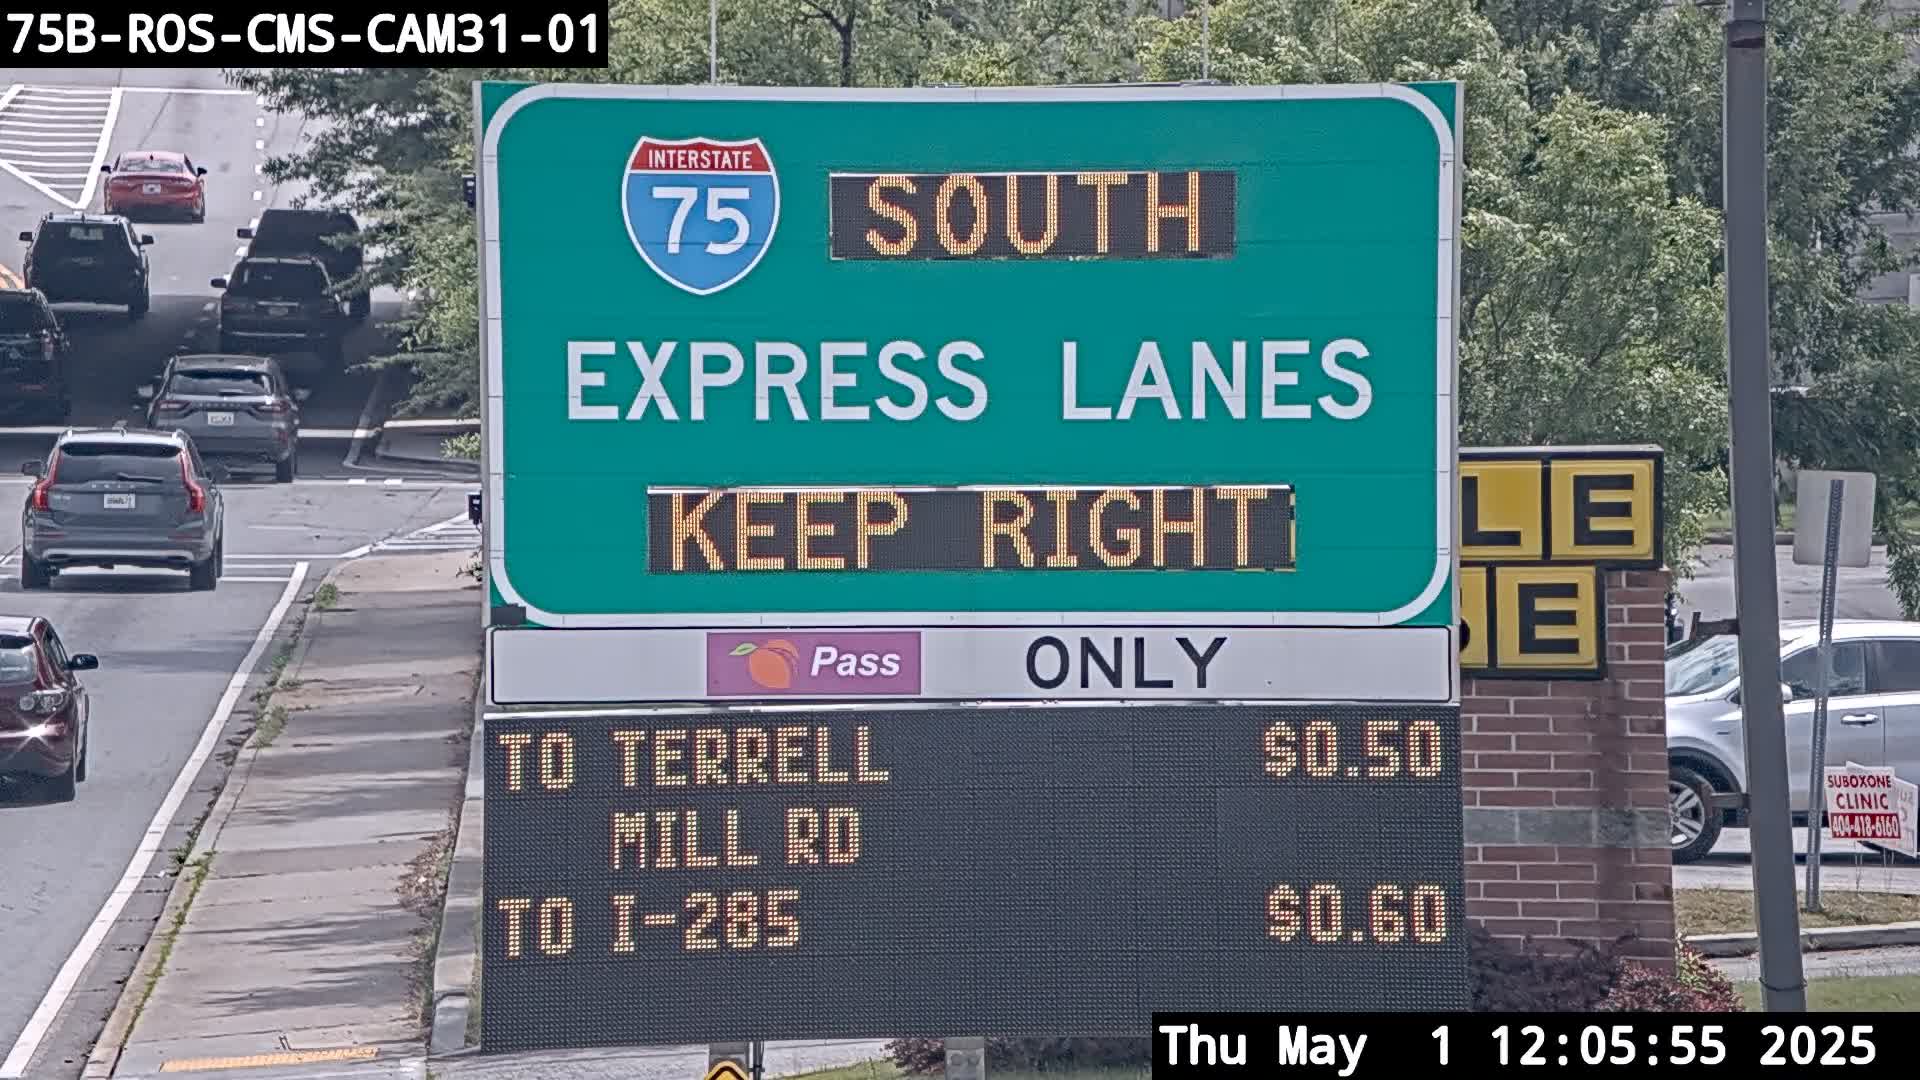 75B-ROS-CMS-CAM31-01
INTERSTATE
75
SOUTH
EXPRESS LANES
KEEP RIGHT
Pass ONLY
TO TERRELL $0.50
MILL RD
TO I-285 $0.60
LE
E
SUBOXONE
CLINIC
404-418-6160
Thu May 1 12:05:55 2025